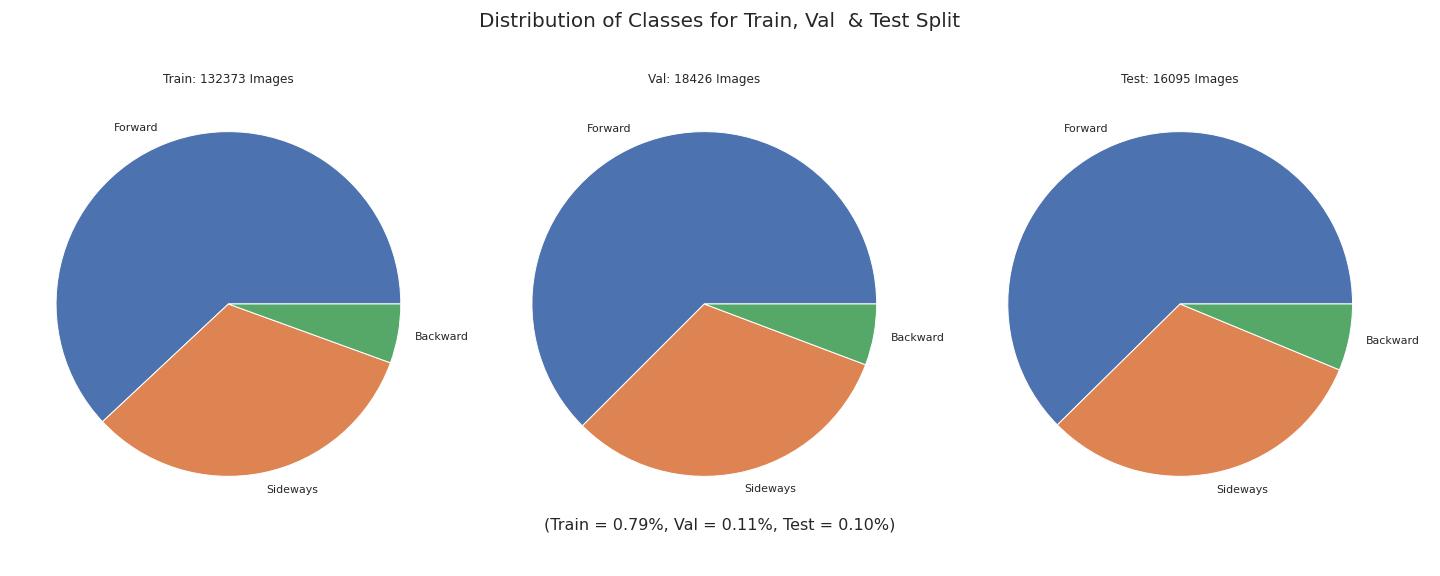 Distribution of Classes for Train, Val  & Test Split
Train: 132373 Images
Forward
Backward
Sideways
Val: 18426 Images
Forward
Backward
Sideways
Test: 16095 Images
Forward
Backward
Sideways
(Train = 0.79%, Val = 0.11%, Test = 0.10%)